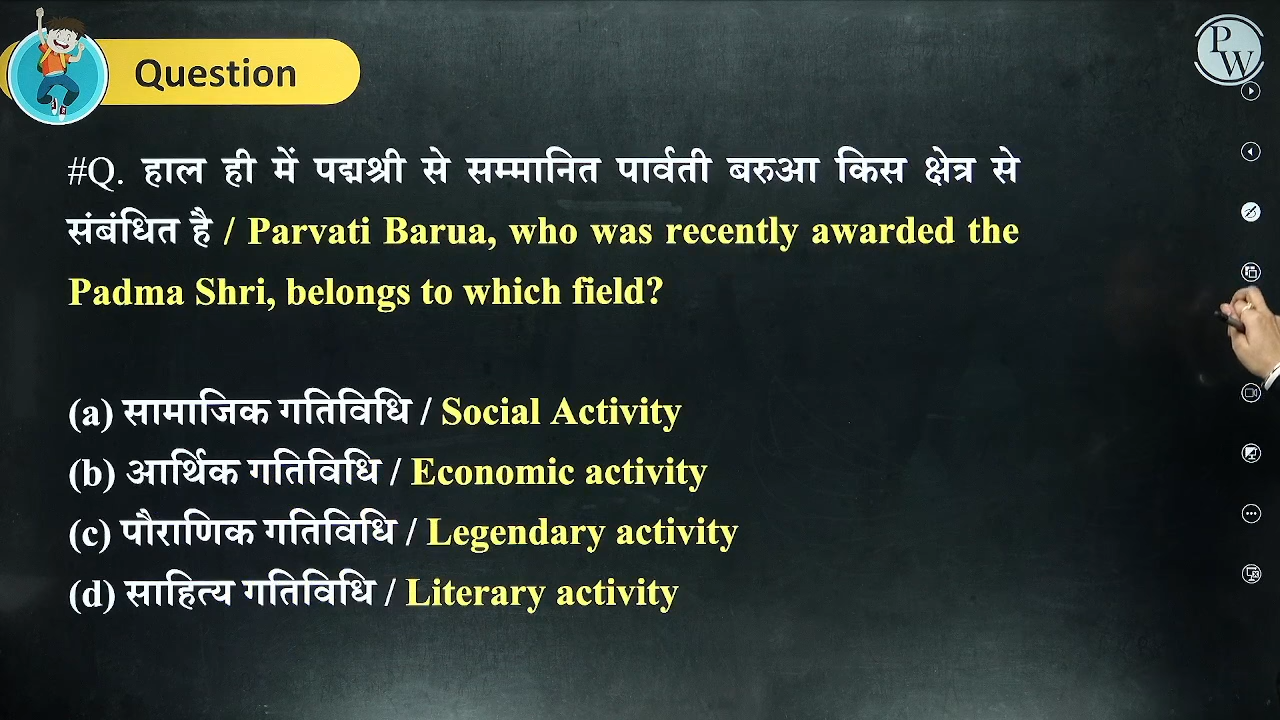 Question
PW
#Q. हाल ही में पद्मश्री से सम्मानित पार्वती बरुआ किस क्षेत्र से
संबंधित है / Parvati Barua, who was recently awarded the
Padma Shri, belongs to which field?
(a) सामाजिक गतिविधि / Social Activity
(b) आर्थिक गतिविधि / Economic activity
(c) पौराणिक गतिविधि / Legendary activity
(d) साहित्य गतिविधि / Literary activity